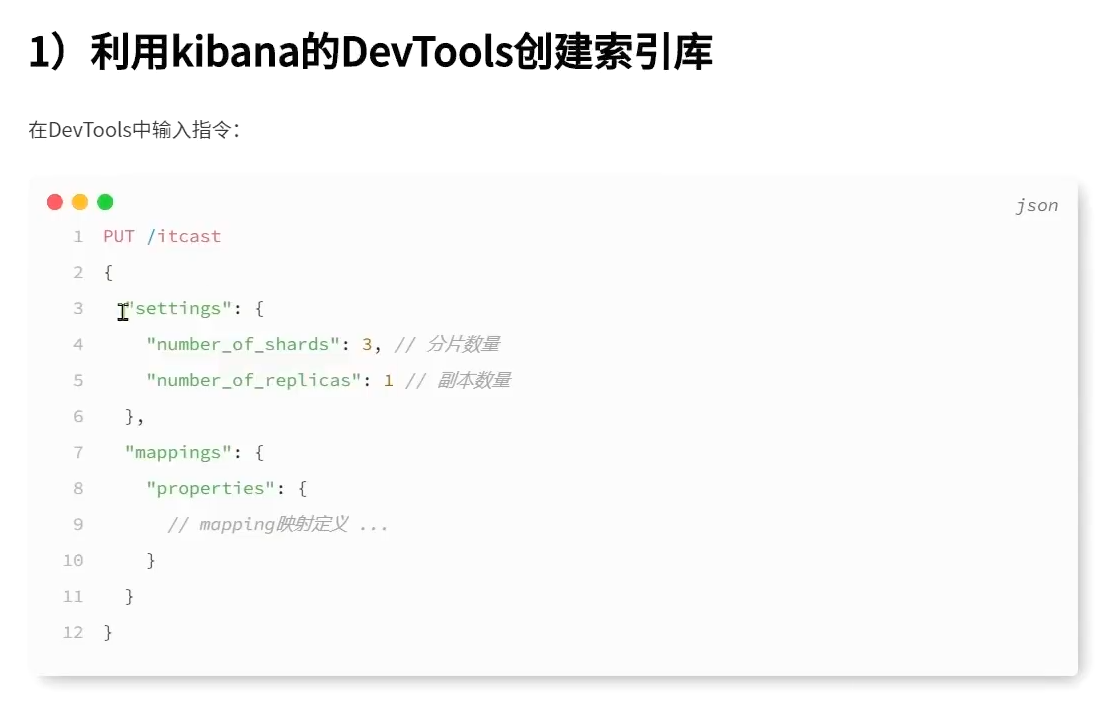 1）利用kibana的DevTools创建索引库
在DevTools中输入指令：
json
1 PUT /itcast
2 {
3   "settings": {
4     "number_of_shards": 3, // 分片数量
5     "number_of_replicas": 1 // 副本数量
6   },
7   "mappings": {
8     "properties": {
9       // mapping映射定义 ...
10     }
11   }
12 }